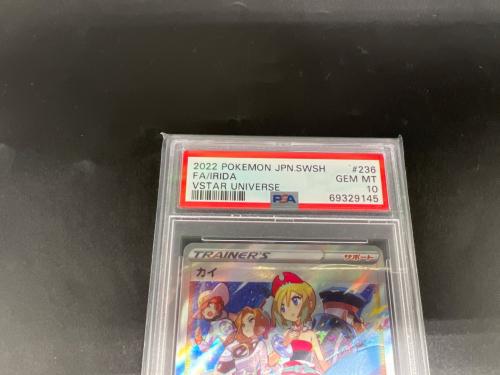 2022 POKEMON JPN.SWSH #236
FA/IRIDA GEM MT
VSTAR UNIVERSE 10
PSA 69329145
TRAINER'S サポート
カイ